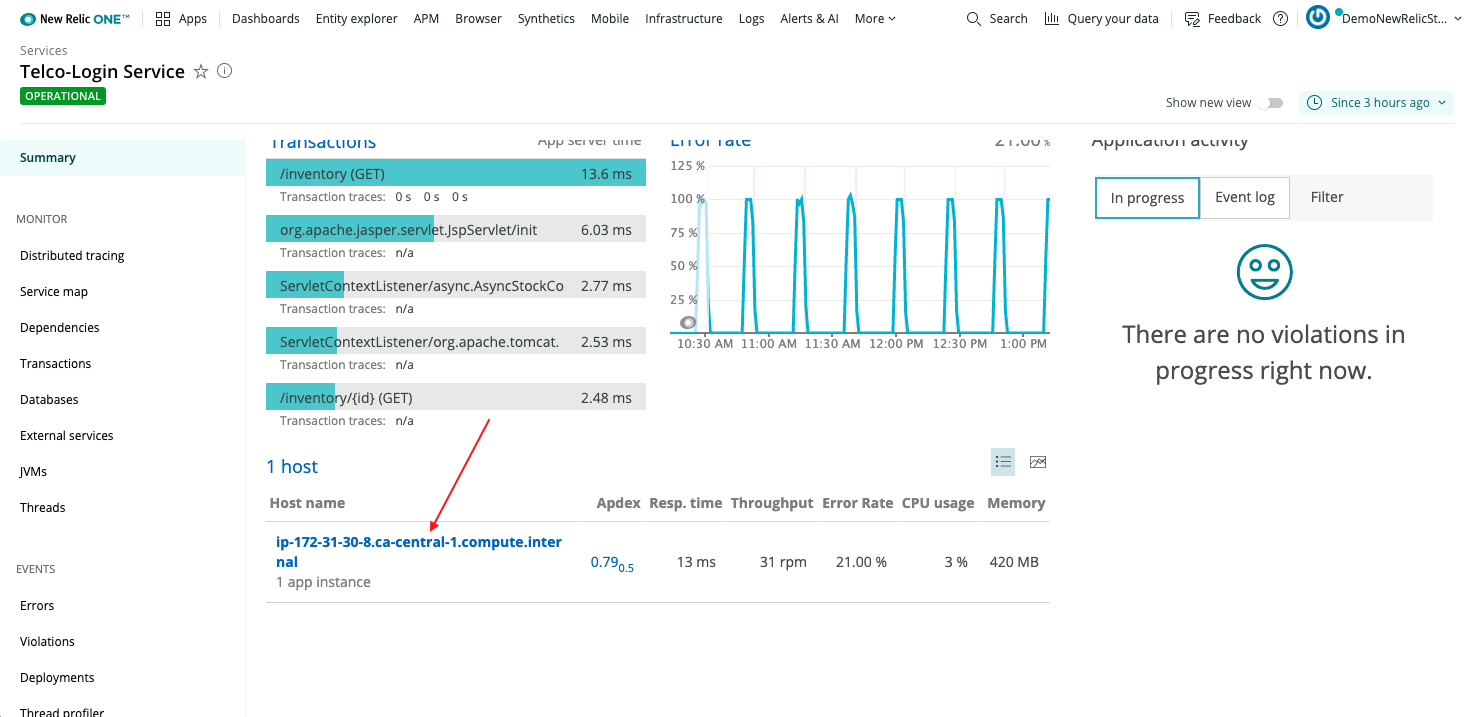 New Relic ONE™
Apps
Dashboards
Entity explorer
APM
Browser
Synthetics
Mobile
Infrastructure
Logs
Alerts & AI
More
Search
Query your data
Feedback
DemoNewRelicSt...
Services
Telco-Login Service
OPERATIONAL
Show new view
Since 3 hours ago
Summary
MONITOR
Distributed tracing
Service map
Dependencies
Transactions
Databases
External services
JVMs
Threads
EVENTS
Errors
Violations
Deployments
Thread profiler
Transactions
App server time
/inventory (GET) 13.6 ms
Transaction traces: 0 s 0 s 0 s
org.apache.jasper.servlet.JspServlet/init 6.03 ms
Transaction traces: n/a
ServletContextListener/async.AsyncStockCo 2.77 ms
Transaction traces: n/a
ServletContextListener/org.apache.tomcat. 2.53 ms
Transaction traces: n/a
/inventory/{id} (GET) 2.48 ms
Transaction traces: n/a
Error rate
21.00 %
125 %
100 %
75 %
50 %
25 %
10:30 AM 11:00 AM 11:30 AM 12:00 PM 12:30 PM 1:00 PM
Application activity
In progress
Event log
Filter
There are no violations in
progress right now.
1 host
Host name Apdex Resp. time Throughput Error Rate CPU usage Memory
ip-172-31-30-8.ca-central-1.compute.inter
nal
1 app instance
0.79 0.5 13 ms 31 rpm 21.00 % 3 % 420 MB